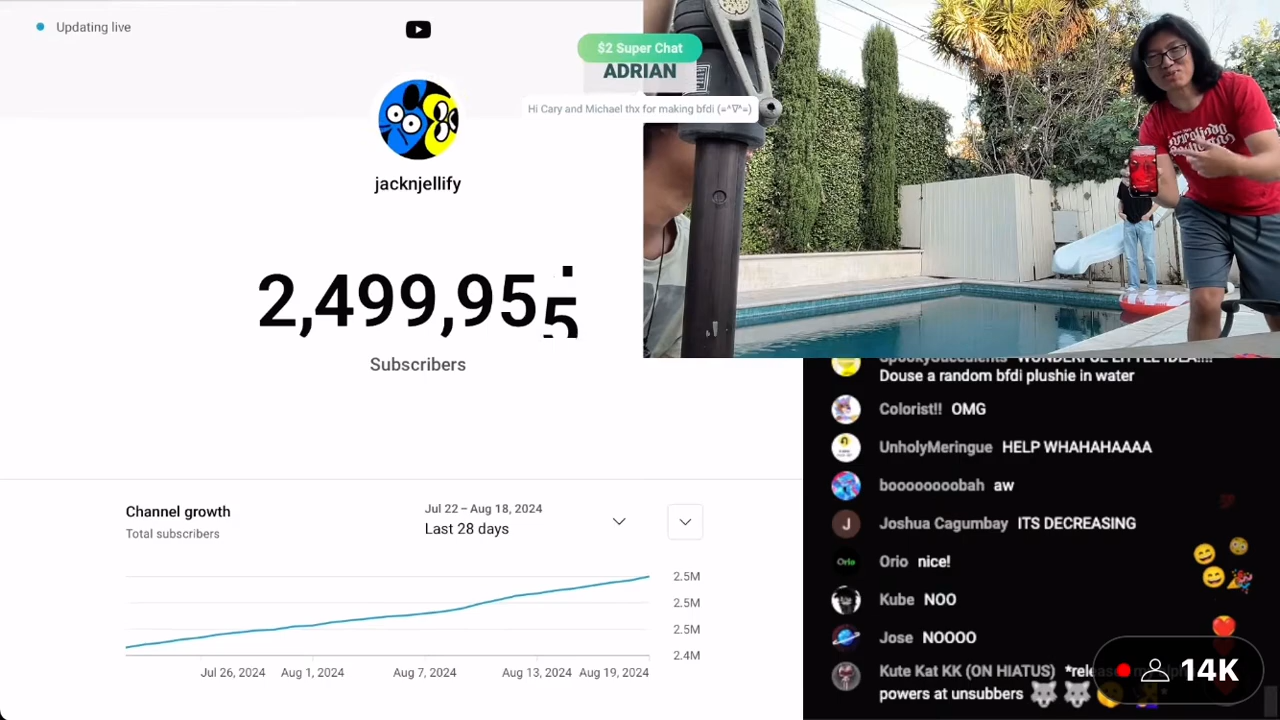 Updating live
$2 Super Chat
ADRIAN
Hi Cary and Michael thx for making bfdi (=^∇^=)
jacknjellify
2,499,955
Subscribers
Channel growth
Total subscribers
Jul 22 – Aug 18, 2024
Last 28 days
2.5M
2.5M
2.5M
2.4M
Jul 26, 2024
Aug 1, 2024
Aug 7, 2024
Aug 13, 2024
Aug 19, 2024
WONDERFUL LITTLE IDEA!!!!
Douse a random bfdi plushie in water
Colorist!! OMG
UnholyMeringue HELP WHAHAHAAAA
boooooooobah aw
J
Joshua Cagumbay ITS DECREASING
Orio
Orio nice!
Kube NOO
Jose NOOOO
Kute Kat KK (ON HIATUS)
powers at unsubbers
14K